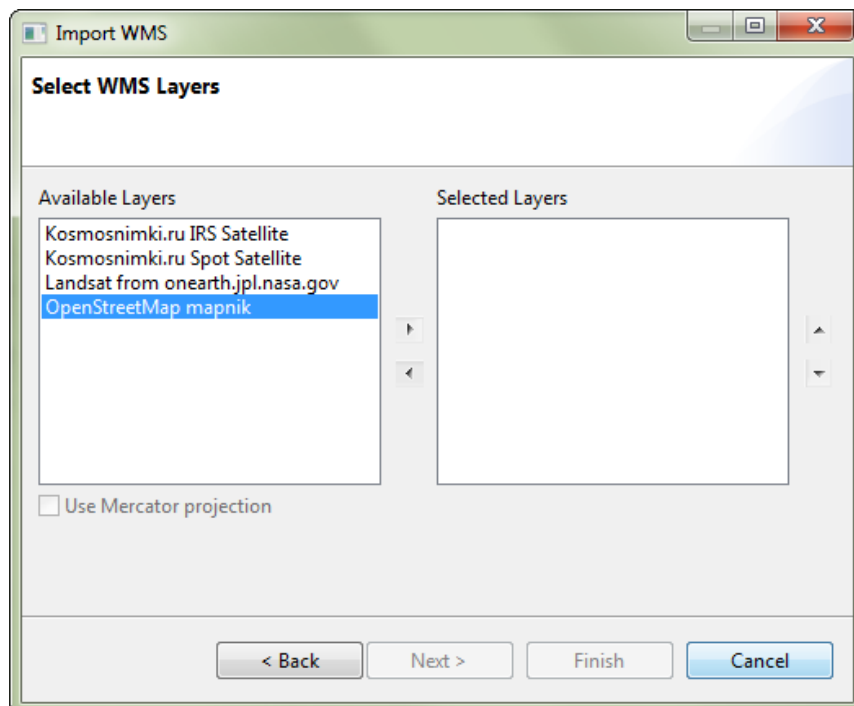 Import WMS
Select WMS Layers
Available Layers
Selected Layers
Kosmosnimki.ru IRS Satellite
Kosmosnimki.ru Spot Satellite
Landsat from onearth.jpl.nasa.gov
OpenStreetMap mapnik
Use Mercator projection
< Back
Next >
Finish
Cancel